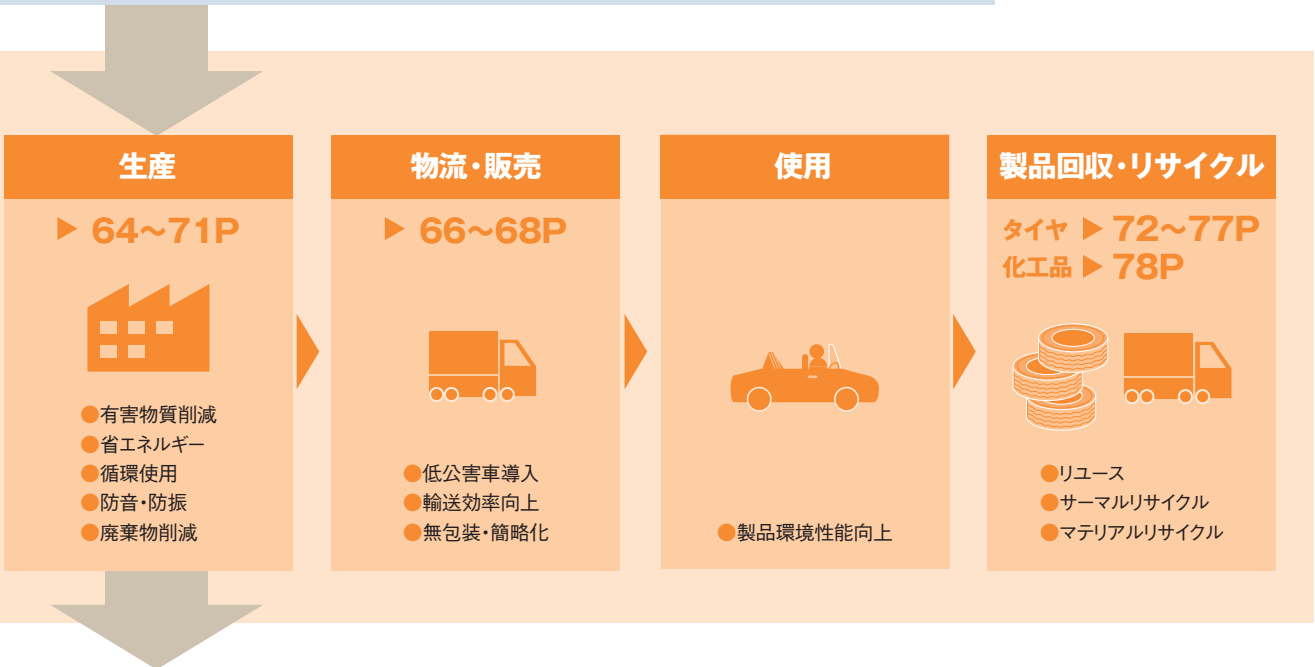 生産
▶ 64~71P
●有害物質削減
●省エネルギー
●循環使用
●防音・防振
●廃棄物削減
物流・販売
▶ 66~68P
●低公害車導入
●輸送効率向上
●無包装・簡略化
使用
●製品環境性能向上
製品回収・リサイクル
タイヤ ▶ 72~77P
化工品 ▶ 78P
●リユース
●サーマルリサイクル
●マテリアルリサイクル